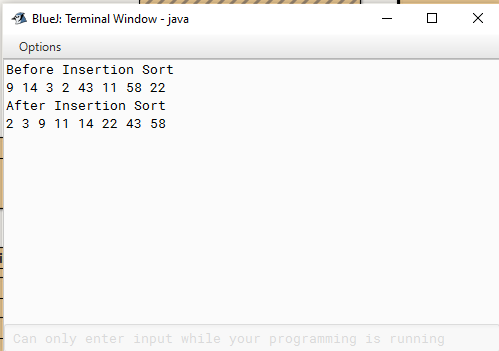 BlueJ: Terminal Window - java
Options
Before Insertion Sort
9 14 3 2 43 11 58 22
After Insertion Sort
2 3 9 11 14 22 43 58
Can only enter input while your programming is running